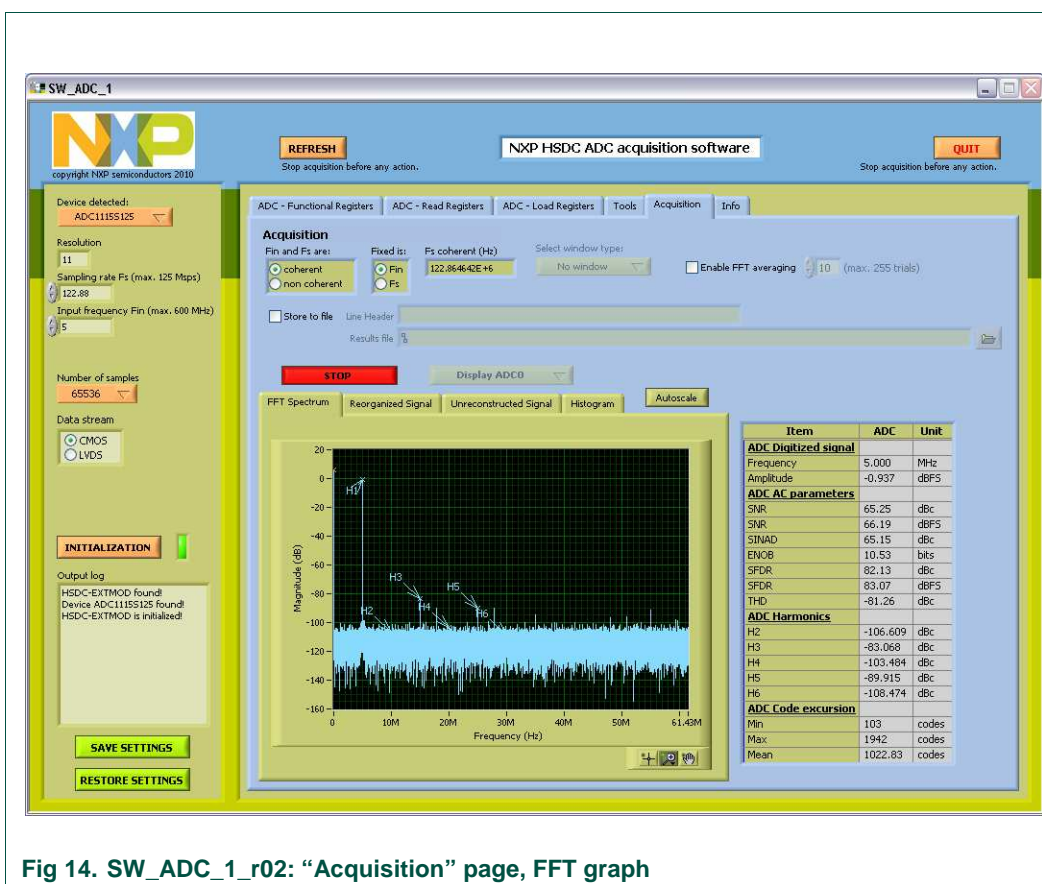 SW_ADC_1
NXP
copyright NXP semiconductors 2010
REFRESH
Stop acquisition before any action.
NXP HSDC ADC acquisition software
QUIT
Stop acquisition before any action.
Device detected:
ADC1115S125
Resolution
11
Sampling rate Fs (max. 125 Msps)
122.88
Input frequency Fin (max. 600 MHz)
5
Number of samples
65536
Data stream
CMOS
LVDS
INITIALIZATION
Output log
HSDC-EXTMOD found!
Device ADC1115S125 found!
HSDC-EXTMOD is initialized!
SAVE SETTINGS
RESTORE SETTINGS
ADC - Functional Registers ADC - Read Registers ADC - Load Registers Tools Acquisition Info
Acquisition
Fin and Fs are: Fixed is: Fs coherent (Hz) Select window type:
coherent Fin 122.864642E+6 No window Enable FFT averaging 10 (max. 255 trials)
non coherent Fs
Store to file Line Header
Results file
STOP Display ADC0
FFT Spectrum Reorganized Signal Unreconstructed Signal Histogram Autoscale
Magnitude (dB)
20
0
-20
-40
-60
-80
-100
-120
-140
-160
H1
H3
H5
H2
H4
H6
0 10M 20M 30M 40M 50M 61.43M
Frequency (Hz)
Item ADC Unit
ADC Digitized signal
Frequency 5.000 MHz
Amplitude -0.937 dBFS
ADC AC parameters
SNR 65.25 dBc
SNR 66.19 dBFS
SINAD 65.15 dBc
ENOB 10.53 bits
SFDR 82.13 dBc
SFDR 83.07 dBFS
THD -81.26 dBc
ADC Harmonics
H2 -106.609 dBc
H3 -83.068 dBc
H4 -103.484 dBc
H5 -89.915 dBc
H6 -108.474 dBc
ADC Code excursion
Min 103 codes
Max 1942 codes
Mean 1022.83 codes
Fig 14. SW_ADC_1_r02: “Acquisition” page, FFT graph